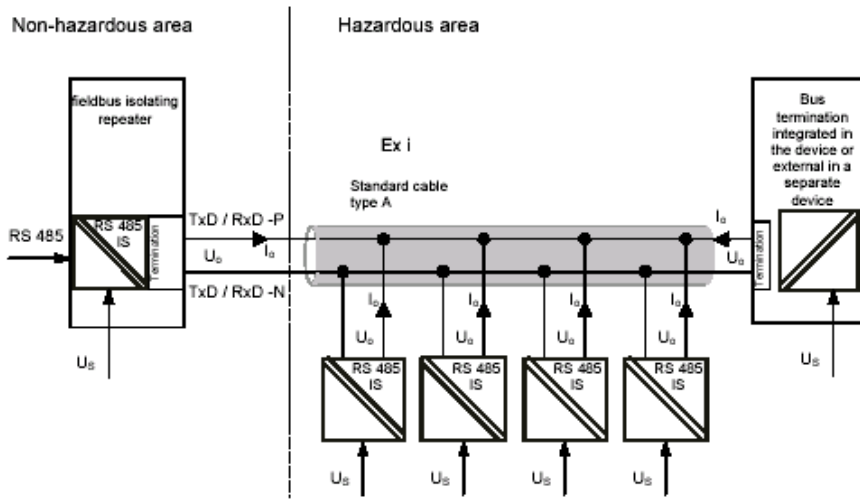 Non-hazardous area
Hazardous area
fieldbus isolating
repeater
Ex i
Standard cable
type A
Bus
termination
integrated in
the device or
external in a
separate
device
RS 485
RS 485
IS
Termination
TxD / RxD -P
Uo
Io
TxD / RxD -N
Us
Io
Uo
Termination
Us
Io
Uo
RS 485
IS
Us
Io
Uo
RS 485
IS
Us
Io
Uo
RS 485
IS
Us
Io
Uo
RS 485
IS
Us